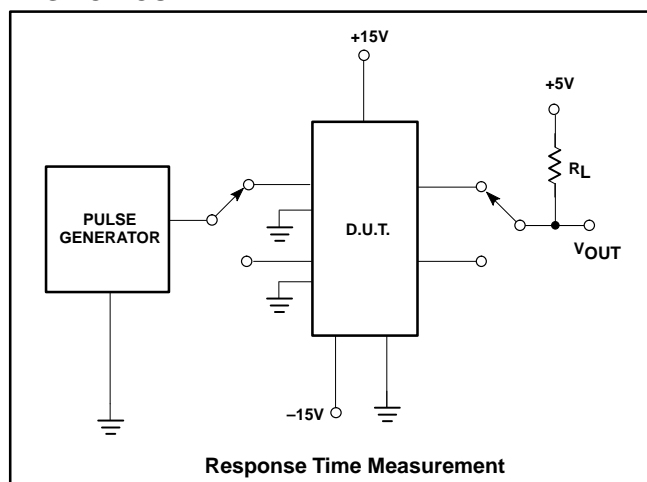 +15V
+5V
RL
PULSE
GENERATOR
D.U.T.
VOUT
–15V
Response Time Measurement